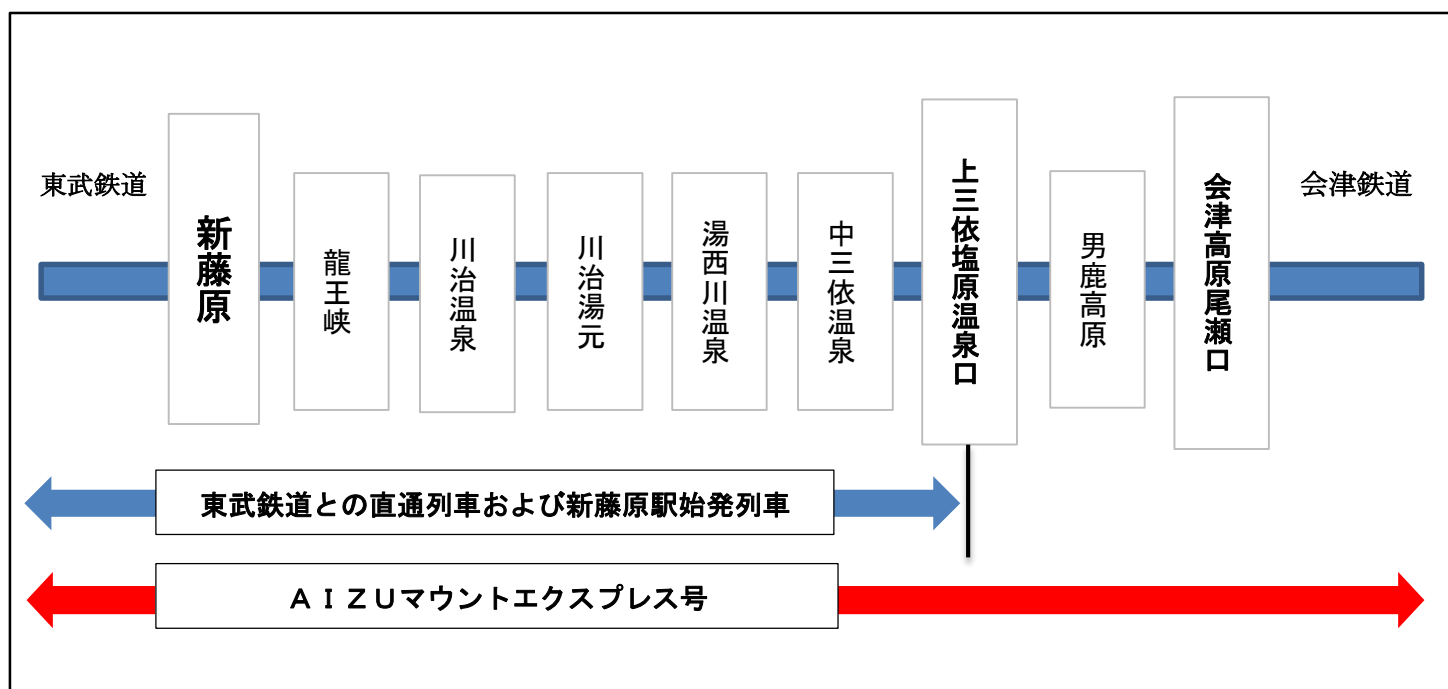 東武鉄道
新藤原
龍王峡
川治温泉
川治湯元
湯西川温泉
中三依温泉
上三依塩原温泉口
男鹿高原
会津高原尾瀬口
会津鉄道
東武鉄道との直通列車および新藤原駅始発列車
ＡＩＺＵマウントエクスプレス号